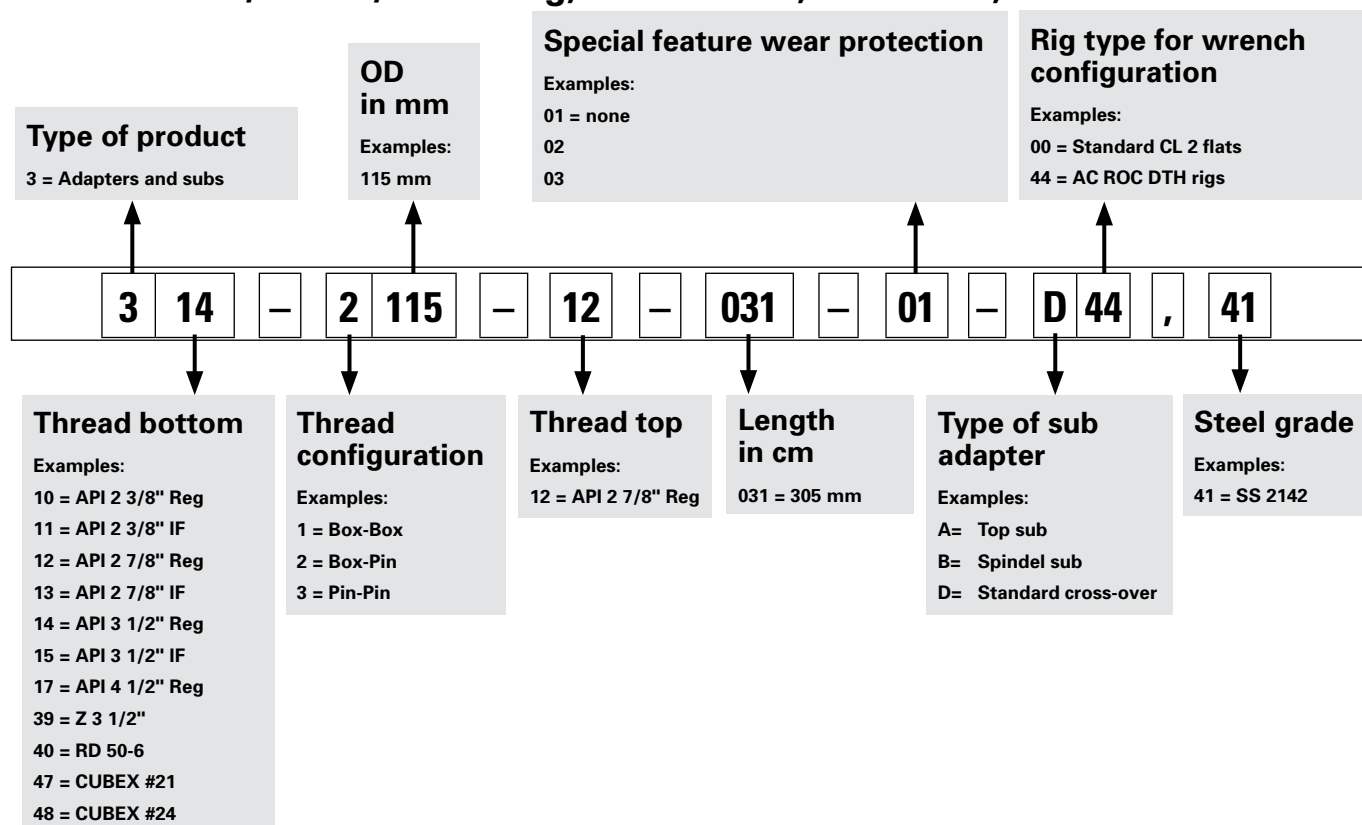 Type of product
3 = Adapters and subs
OD
in mm
Examples:
115 mm
Special feature wear protection
Examples:
01 = none
02
03
Rig type for wrench
configuration
Examples:
00 = Standard CL 2 flats
44 = AC ROC DTH rigs
3 14 – 2 115 – 12 – 031 – 01 – D 44 , 41
Thread bottom
Examples:
10 = API 2 3/8" Reg
11 = API 2 3/8" IF
12 = API 2 7/8" Reg
13 = API 2 7/8" IF
14 = API 3 1/2" Reg
15 = API 3 1/2" IF
17 = API 4 1/2" Reg
39 = Z 3 1/2"
40 = RD 50-6
47 = CUBEX #21
48 = CUBEX #24
Thread
configuration
Examples:
1 = Box-Box
2 = Box-Pin
3 = Pin-Pin
Thread top
Examples:
12 = API 2 7/8" Reg
Length
in cm
031 = 305 mm
Type of sub
adapter
Examples:
A= Top sub
B= Spindel sub
D= Standard cross-over
Steel grade
Examples:
41 = SS 2142